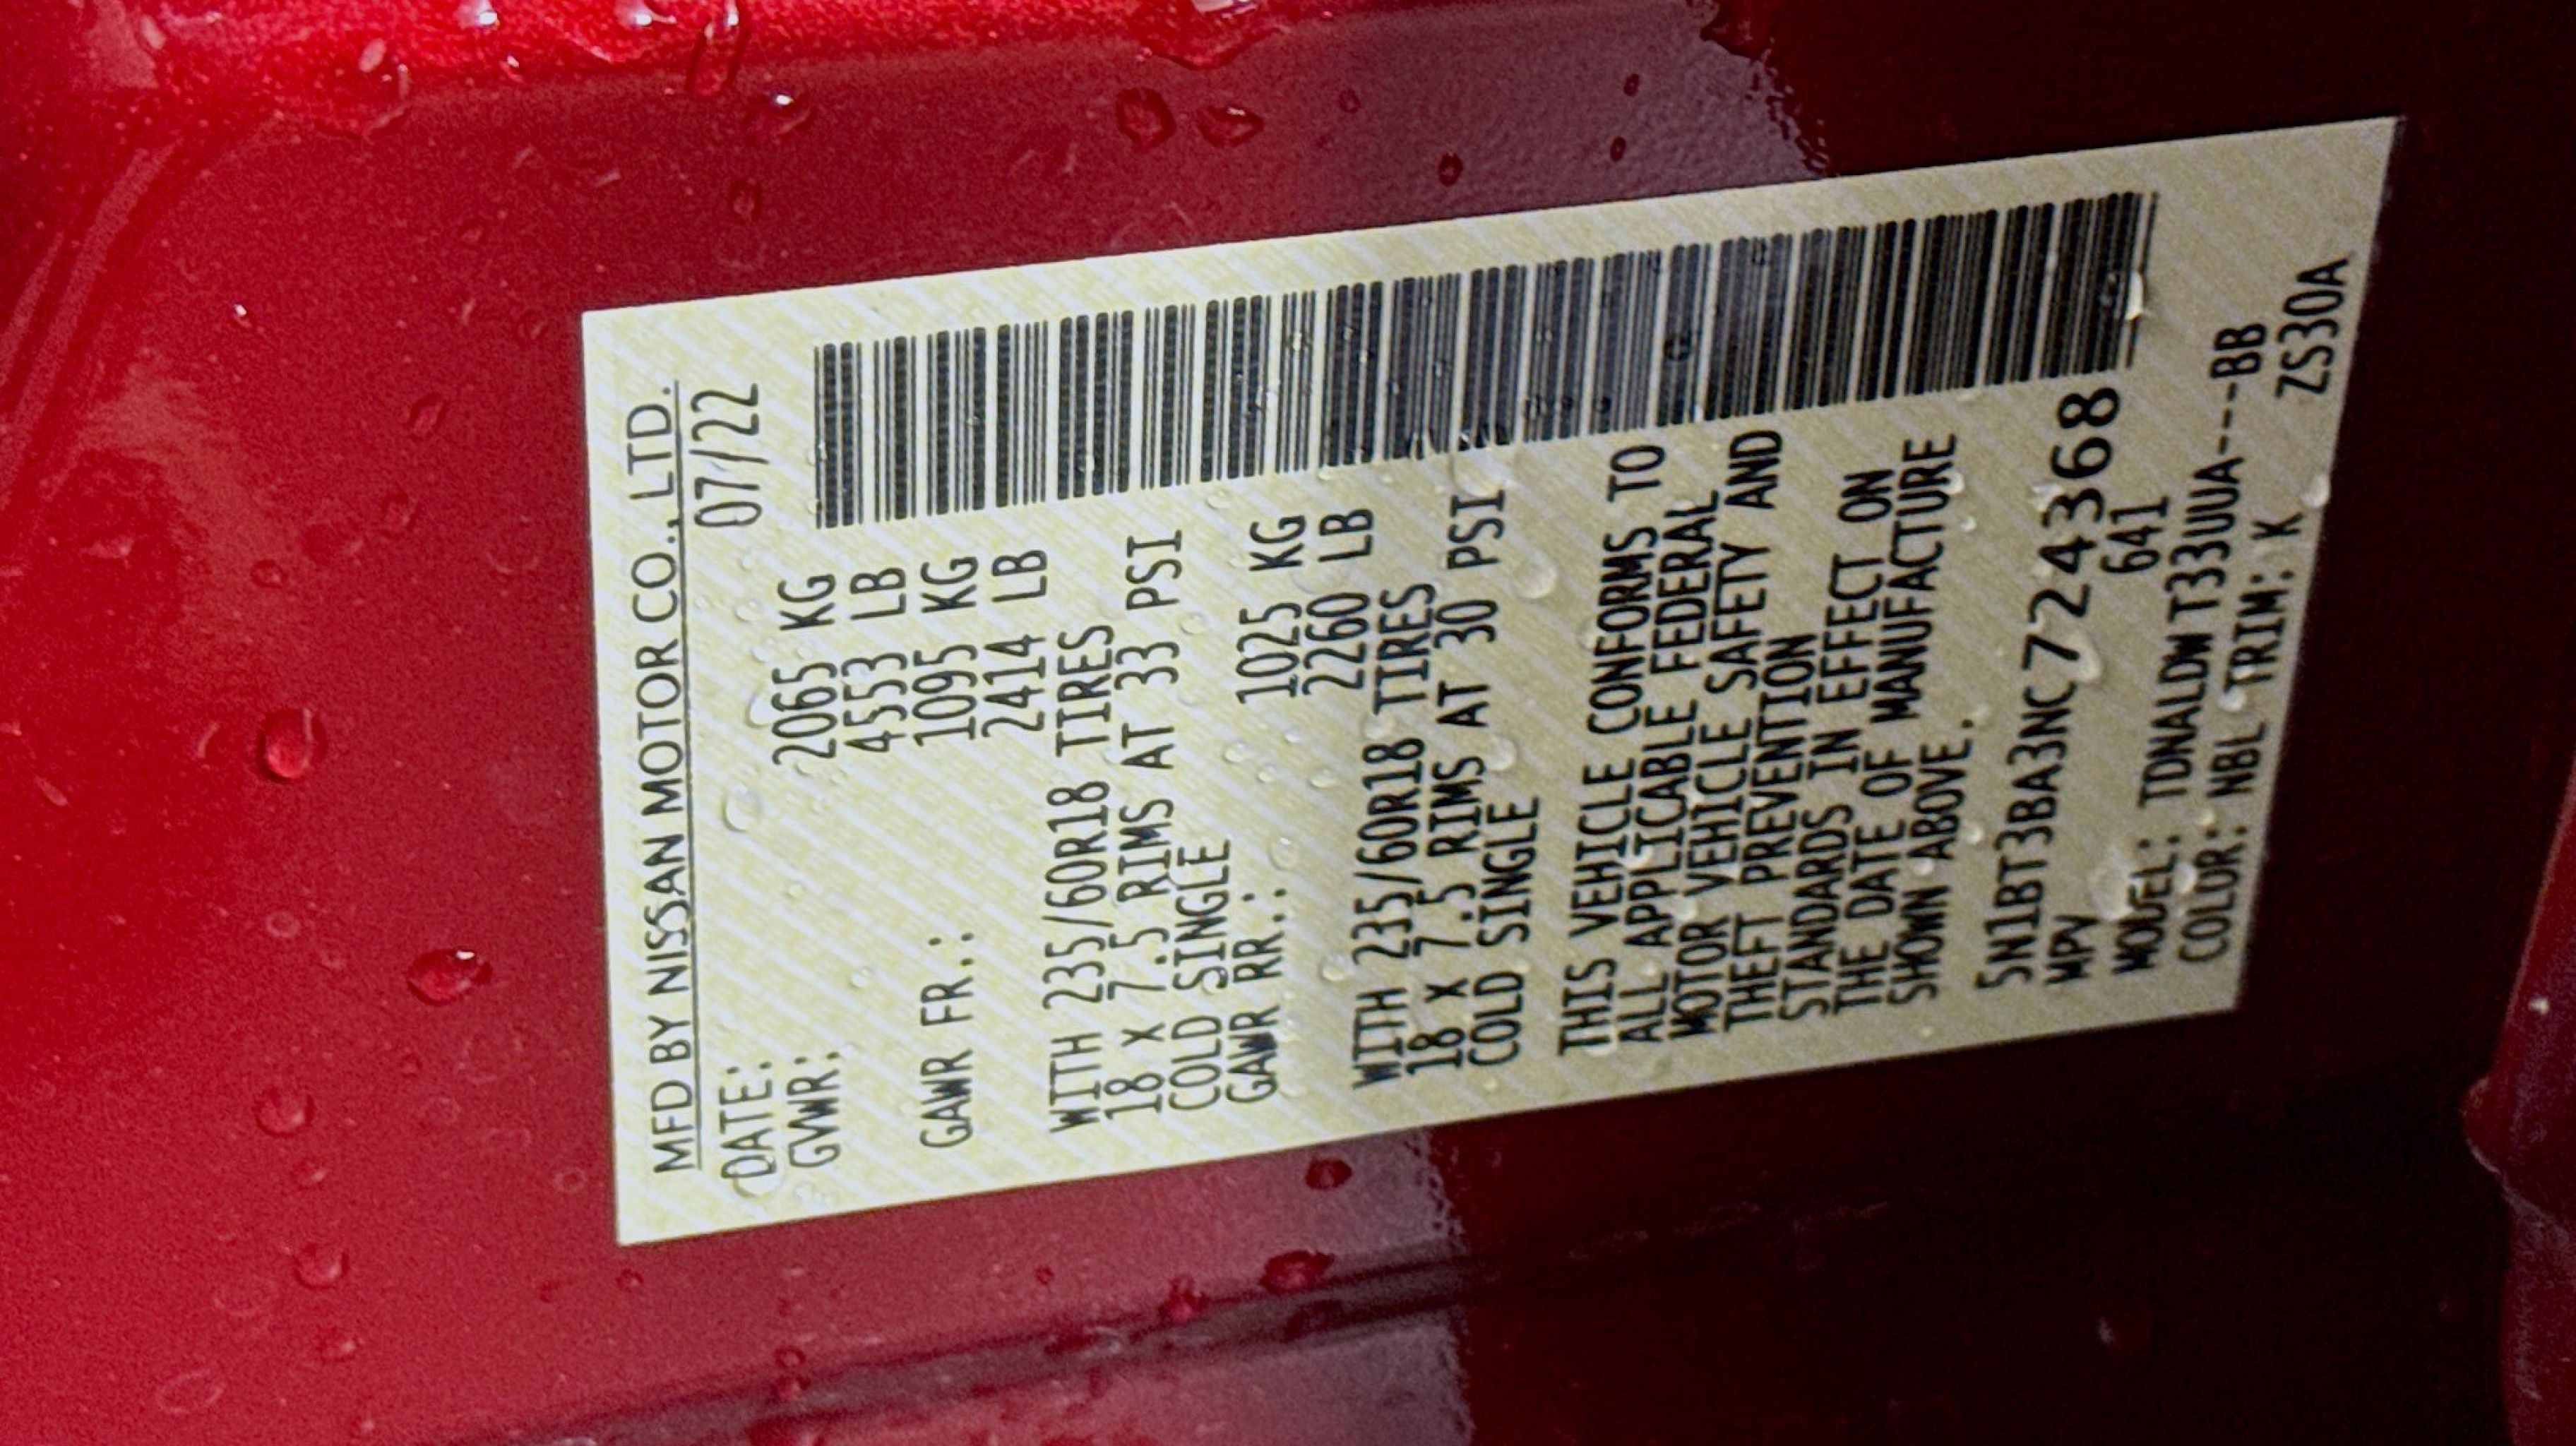 MFD BY NISSAN MOTOR CO.,LTD.
DATE: 07/22
GVWR: 2065 KG
4553 LB
GAWR FR.: 1095 KG
2414 LB
WITH 235/60R18 TIRES
18 X 7.5 RIMS AT 33 PSI
COLD SINGLE
GAWR RR.: 1025 KG
2260 LB
WITH 235/60R18 TIRES
18 X 7.5 RIMS AT 30 PSI
COLD SINGLE
THIS VEHICLE CONFORMS TO
ALL APPLICABLE FEDERAL
MOTOR VEHICLE SAFETY AND
THEFT PREVENTION
STANDARDS IN EFFECT ON
THE DATE OF MANUFACTURE
SHOWN ABOVE.
5N1BT3BA3NC724368
MPV 641
MODEL: TDNALDW T33UUA---BB
COLOR: NBL TRIM: K ZS30A